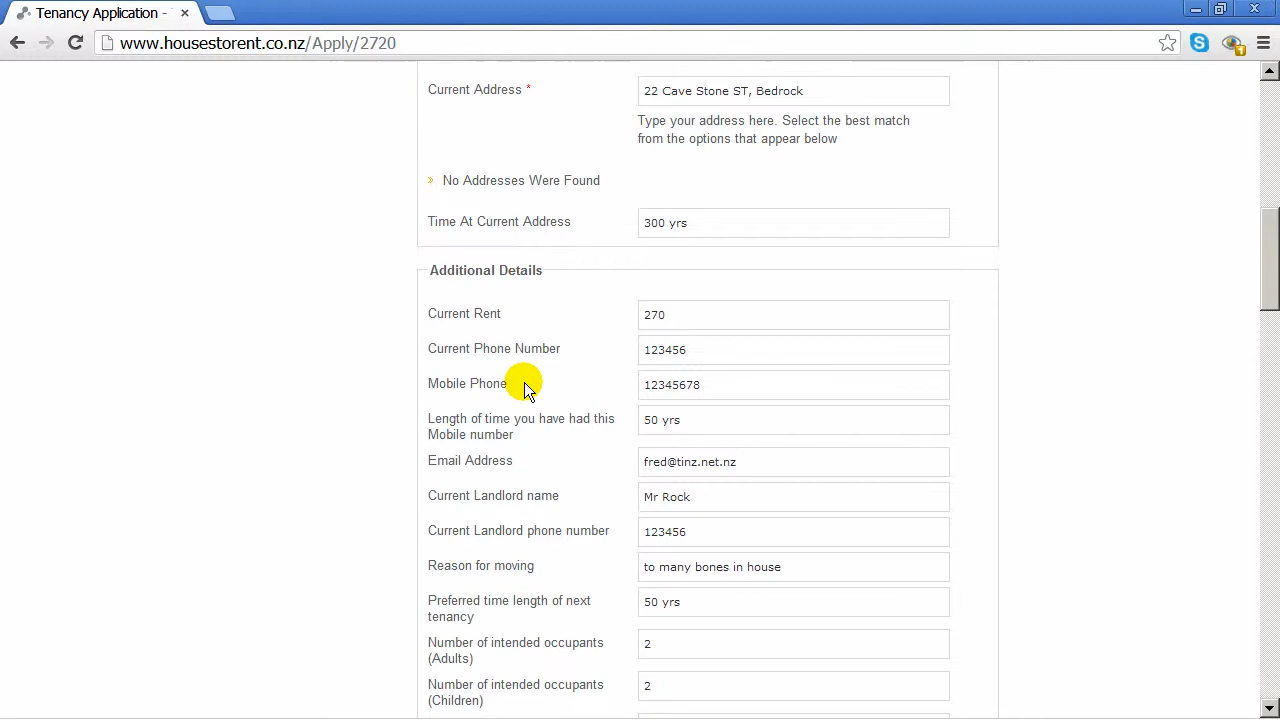 Tenancy Application -
www.housestorent.co.nz/Apply/2720
Current Address *
22 Cave Stone ST, Bedrock
Type your address here. Select the best match
from the options that appear below
» No Addresses Were Found
Time At Current Address
300 yrs
Additional Details
Current Rent
270
Current Phone Number
123456
Mobile Phone
12345678
Length of time you have had this
Mobile number
50 yrs
Email Address
fred@tinz.net.nz
Current Landlord name
Mr Rock
Current Landlord phone number
123456
Reason for moving
to many bones in house
Preferred time length of next
tenancy
50 yrs
Number of intended occupants
(Adults)
2
Number of intended occupants
(Children)
2